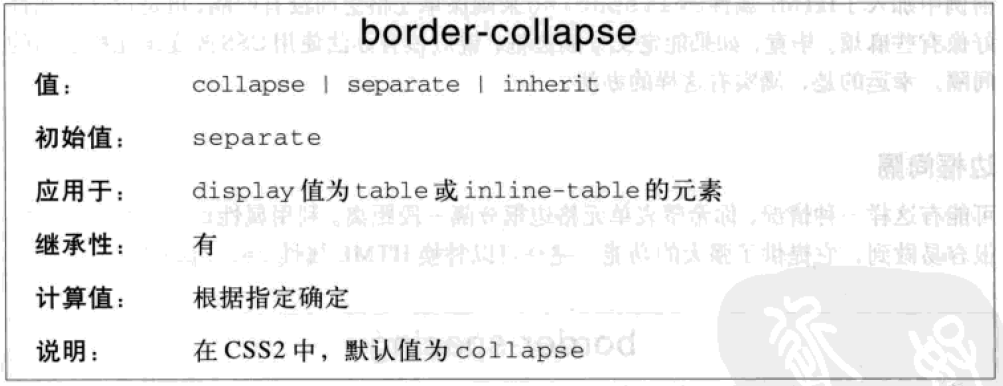 border-collapse
值： collapse | separate | inherit
初始值： separate
应用于： display 值为 table 或 inline-table 的元素
继承性： 有
计算值： 根据指定确定
说明： 在 CSS2 中，默认值为 collapse